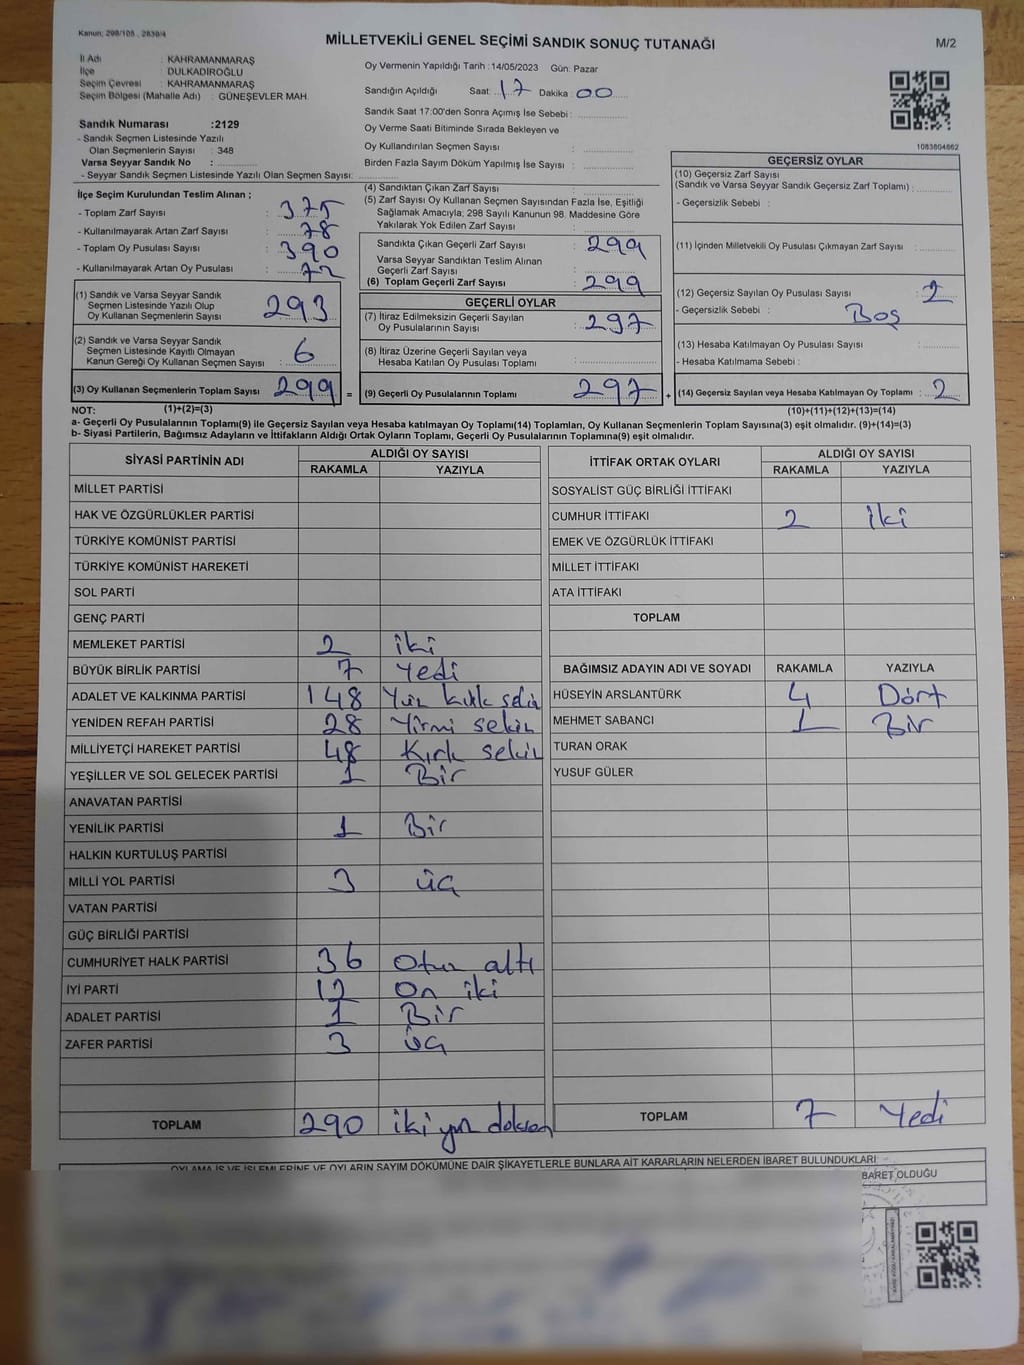 Kanun, 298/105 , 2839/4
MİLLETVEKİLİ GENEL SEÇİMİ SANDIK SONUÇ TUTANAĞI
M/2
İl Adı : KAHRAMANMARAŞ
İlçe : DULKADİROĞLU
Seçim Çevresi : KAHRAMANMARAŞ
Seçim Bölgesi (Mahalle Adı) : GÜNEŞEVLER MAH.
Oy Vermenin Yapıldığı Tarih : 14/05/2023 Gün: Pazar
Sandığın Açıldığı Saat: 17 Dakika : 00
Sandık Saat 17:00'den Sonra Açımış İse Sebebi :
Oy Verme Saati Bitiminde Sırada Bekleyen ve
Oy Kullandırılan Seçmen Sayısı :
Birden Fazla Sayım Döküm Yapılmış İse Sayısı :
Sandık Numarası : 2129
- Sandık Seçmen Listesinde Yazılı
Olan Seçmenlerin Sayısı : 348
Varsa Seyyar Sandık No :
- Seyyar Sandık Seçmen Listesinde Yazılı Olan Seçmen Sayısı:
1083804862
İlçe Seçim Kurulundan Teslim Alınan ;
- Toplam Zarf Sayısı : 375
- Kullanılmayarak Artan Zarf Sayısı : 78
- Toplam Oy Pusulası Sayısı : 390
- Kullanılmayarak Artan Oy Pusulası : 72
(1) Sandık ve Varsa Seyyar Sandık
Seçmen Listesinde Yazılı Olup
Oy Kullanan Seçmenlerin Sayısı : 293
(2) Sandık ve Varsa Seyyar Sandık
Seçmen Listesinde Kayıtlı Olmayan
Kanun Gereği Oy Kullanan Seçmen Sayısı : 6
(3) Oy Kullanan Seçmenlerin Toplam Sayısı : 299
(4) Sandıktan Çıkan Zarf Sayısı :
(5) Zarf Sayısı Oy Kullanan Seçmen Sayısından Fazla İse, Eşitliği
Sağlamak Amacıyla; 298 Sayılı Kanunun 98. Maddesine Göre
Yakılarak Yok Edilen Zarf Sayısı :
Sandıkta Çıkan Geçerli Zarf Sayısı : 299
Varsa Seyyar Sandıktan Teslim Alınan
Geçerli Zarf Sayısı :
(6) Toplam Geçerli Zarf Sayısı : 299
GEÇERLİ OYLAR
(7) İtiraz Edilmeksizin Geçerli Sayılan
Oy Pusulalarının Sayısı : 297
(8) İtiraz Üzerine Geçerli Sayılan veya
Hesaba Katılan Oy Pusulası Toplamı :
= (9) Geçerli Oy Pusulalarının Toplamı : 297 +
GEÇERSİZ OYLAR
(10) Geçersiz Zarf Sayısı
(Sandık ve Varsa Seyyar Sandık Geçersiz Zarf Toplamı) :
- Geçersizlik Sebebi :
(11) İçinden Milletvekili Oy Pusulası Çıkmayan Zarf Sayısı :
(12) Geçersiz Sayılan Oy Pusulası Sayısı : 2
- Geçersizlik Sebebi : Boş
(13) Hesaba Katılmayan Oy Pusulası Sayısı :
- Hesaba Katılmama Sebebi :
(14) Geçersiz Sayılan veya Hesaba Katılmayan Oy Toplamı : 2
NOT: (1)+(2)=(3) (10)+(11)+(12)+(13)=(14)
a- Geçerli Oy Pusulalarının Toplamı(9) ile Geçersiz Sayılan veya Hesaba katılmayan Oy Toplamı(14) Toplamları, Oy Kullanan Seçmenlerin Toplam Sayısına(3) eşit olmalıdır. (9)+(14)=(3)
b- Siyasi Partilerin, Bağımsız Adayların ve İttifakların Aldığı Ortak Oyların Toplamı, Geçerli Oy Pusulalarının Toplamına(9) eşit olmalıdır.
SİYASİ PARTİNİN ADI ALDIĞI OY SAYISI
RAKAMLA YAZIYLA
MİLLET PARTİSİ
HAK VE ÖZGÜRLÜKLER PARTİSİ
TÜRKİYE KOMÜNİST PARTİSİ
TÜRKİYE KOMÜNİST HAREKETİ
SOL PARTİ
GENÇ PARTİ
MEMLEKET PARTİSİ 2 iki
BÜYÜK BİRLİK PARTİSİ 7 Yedi
ADALET VE KALKINMA PARTİSİ 148 Yüz kırk sekiz
YENİDEN REFAH PARTİSİ 28 Yirmi sekiz
MİLLİYETÇİ HAREKET PARTİSİ 48 Kırk sekiz
YEŞİLLER VE SOL GELECEK PARTİSİ 1 Bir
ANAVATAN PARTİSİ
YENİLİK PARTİSİ 1 Bir
HALKIN KURTULUŞ PARTİSİ
MİLLİ YOL PARTİSİ 3 üç
VATAN PARTİSİ
GÜÇ BİRLİĞİ PARTİSİ
CUMHURİYET HALK PARTİSİ 36 Otuz altı
İYİ PARTİ 12 On iki
ADALET PARTİSİ 1 Bir
ZAFER PARTİSİ 3 üç
TOPLAM 290 iki yüz doksan
İTTİFAK ORTAK OYLARI ALDIĞI OY SAYISI
RAKAMLA YAZIYLA
SOSYALİST GÜÇ BİRLİĞİ İTTİFAKI
CUMHUR İTTİFAKI 2 İki
EMEK VE ÖZGÜRLÜK İTTİFAKI
MİLLET İTTİFAKI
ATA İTTİFAKI
TOPLAM
BAĞIMSIZ ADAYIN ADI VE SOYADI RAKAMLA YAZIYLA
HÜSEYİN ARSLANTÜRK 4 Dört
MEHMET SABANCI 1 Bir
TURAN ORAK
YUSUF GÜLER
TOPLAM 7 Yedi
OYLAMA İŞ VE İŞLEMLERİNE VE OYLARIN SAYIM DÖKÜMÜNE DAİR ŞİKAYETLERLE BUNLARA AİT KARARLARIN NELERDEN İBARET BULUNDUKLARI
BARET OLDUĞU